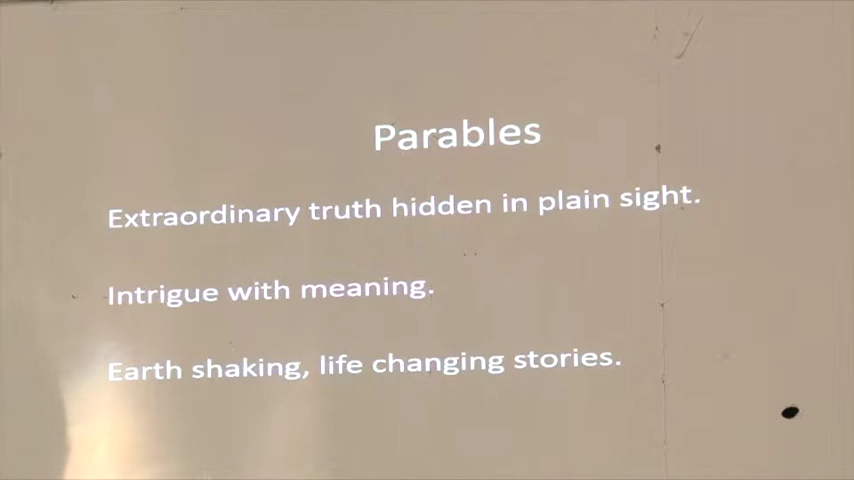 Parables
Extraordinary truth hidden in plain sight.
Intrigue with meaning.
Earth shaking, life changing stories.